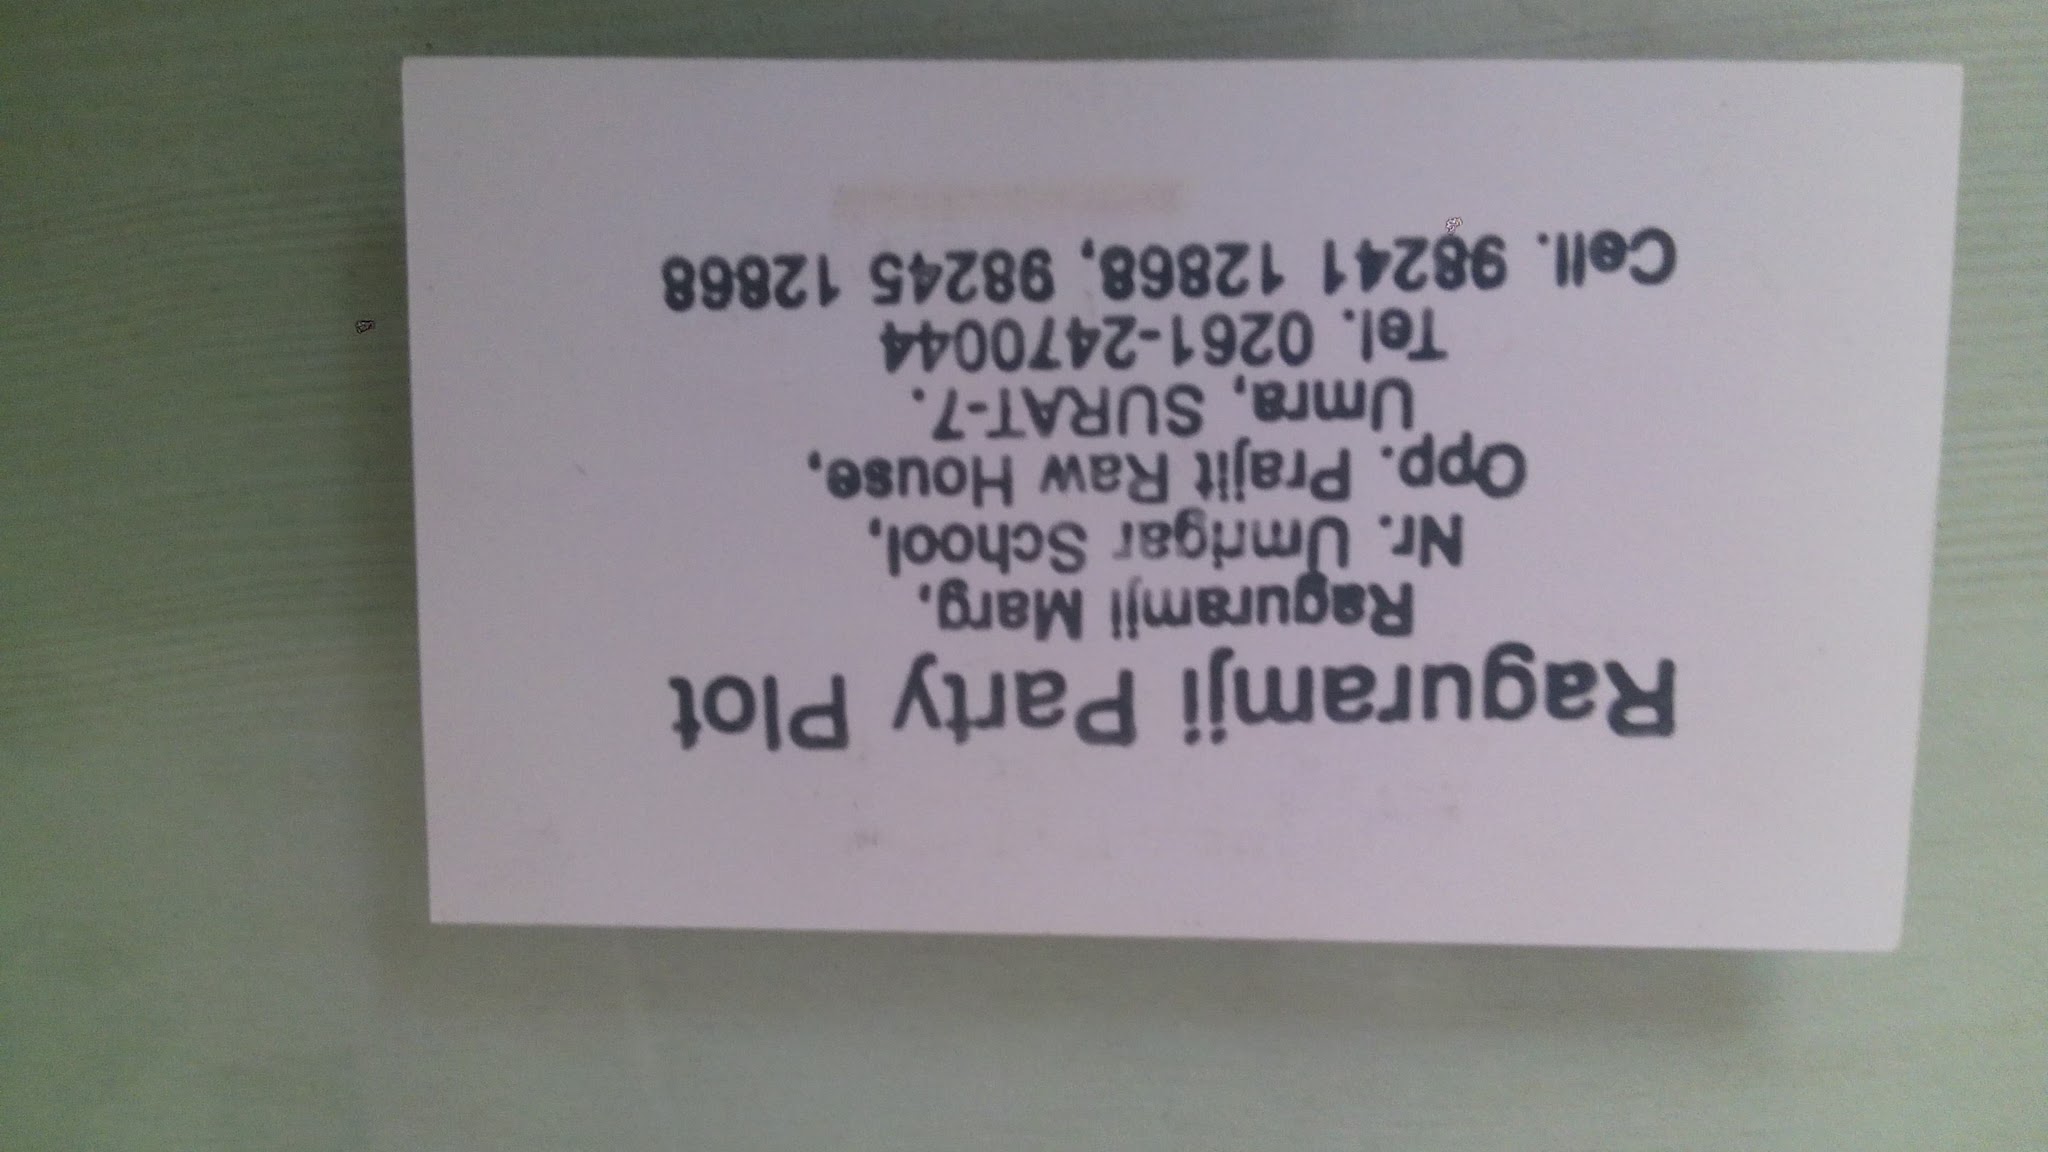 Raguramji Party Plot
Raguramji Marg,
Nr. Umrigar School,
Opp. Prajit Raw House,
Umra, SURAT-7.
Tel. 0261-2470044
Cell. 98241 12868, 98245 12868